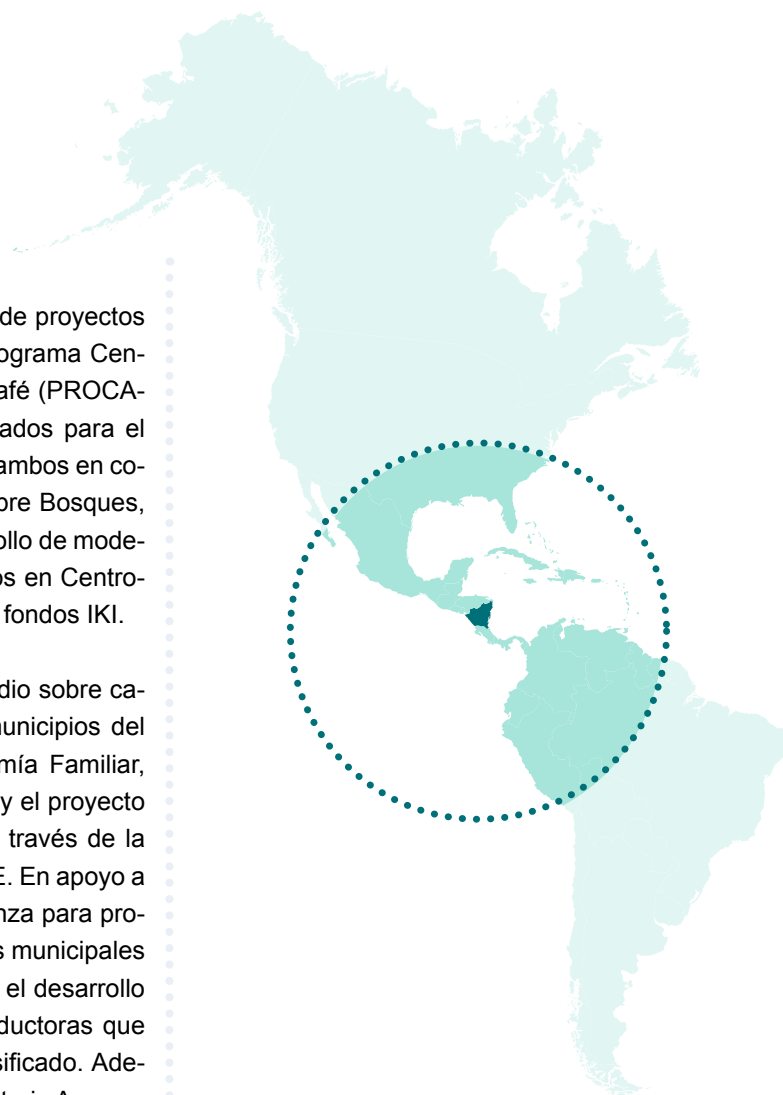 de proyectos
ograma Cen-
afé (PROCA-
ados para el
ambos en co-
bre Bosques,
ollo de mode-
os en Centro-
fondos IKI.
dio sobre ca-
unicipios del
mía Familiar,
y el proyecto
través de la
E. En apoyo a
nza para pro-
s municipales
el desarrollo
ductoras que
sificado. Ade-